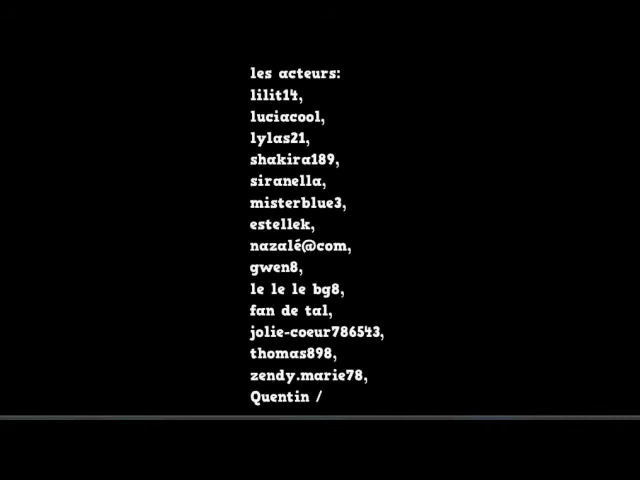 les acteurs:
lilit14,
luciacool,
lylas21,
shakira189,
siranella,
misterblue3,
estellek,
nazalé@com,
gwen8,
le le le bg8,
fan de tal,
jolie-coeur786543,
thomas898,
zendy.marie78,
Quentin /